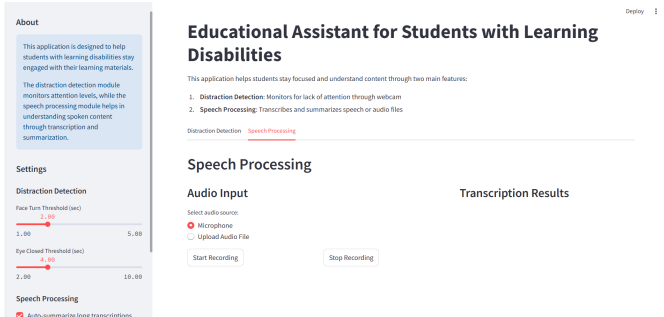 Deploy
About
This application is designed to help
students with learning disabilities stay
engaged with their learning materials.
The distraction detection module
monitors attention levels, while the
speech processing module helps in
understanding spoken content
through transcription and
summarization.
Settings
Distraction Detection
Face Turn Threshold (sec)
2.00
1.00 5.00
Eye Closed Threshold (sec)
4.00
2.00 10.00
Speech Processing
Auto-summarize long transcriptions
Educational Assistant for Students with Learning
Disabilities
This application helps students stay focused and understand content through two main features:
1. Distraction Detection: Monitors for lack of attention through webcam
2. Speech Processing: Transcribes and summarizes speech or audio files
Distraction Detection Speech Processing
Speech Processing
Audio Input
Select audio source:
Microphone
Upload Audio File
Start Recording Stop Recording
Transcription Results